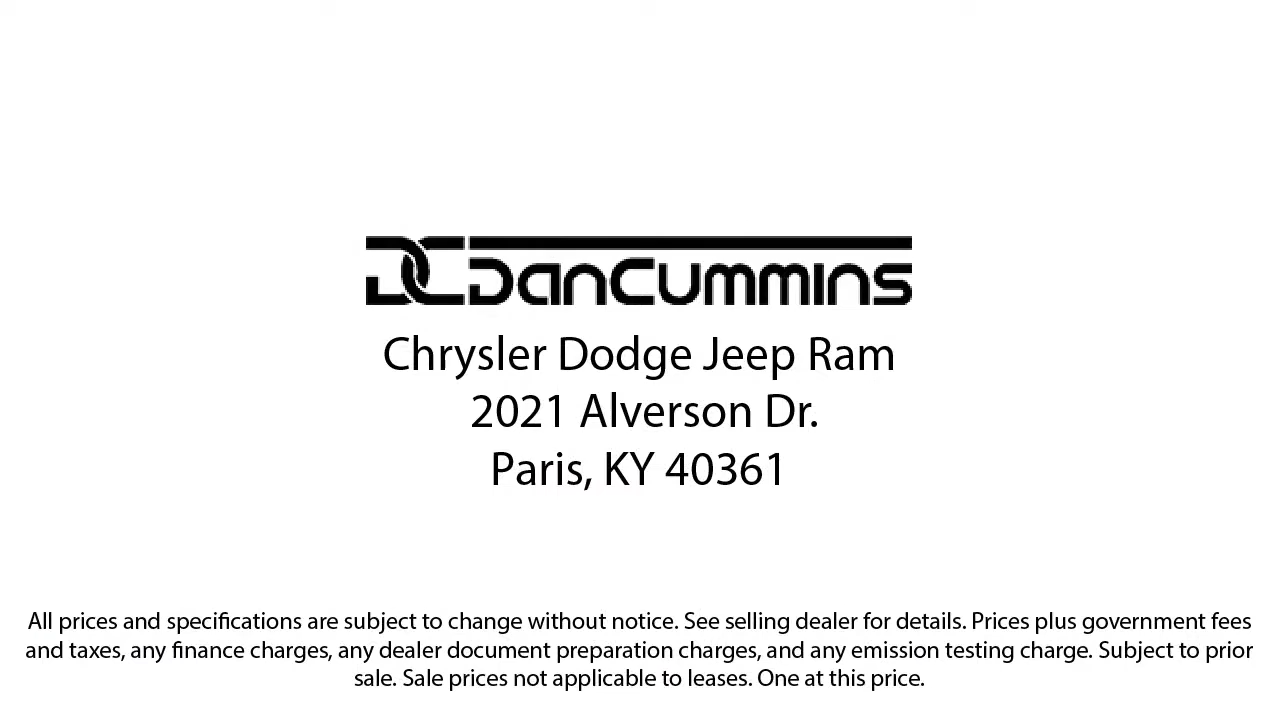 DC DanCummins
Chrysler Dodge Jeep Ram
2021 Alverson Dr.
Paris, KY 40361
All prices and specifications are subject to change without notice. See selling dealer for details. Prices plus government fees
and taxes, any finance charges, any dealer document preparation charges, and any emission testing charge. Subject to prior
sale. Sale prices not applicable to leases. One at this price.